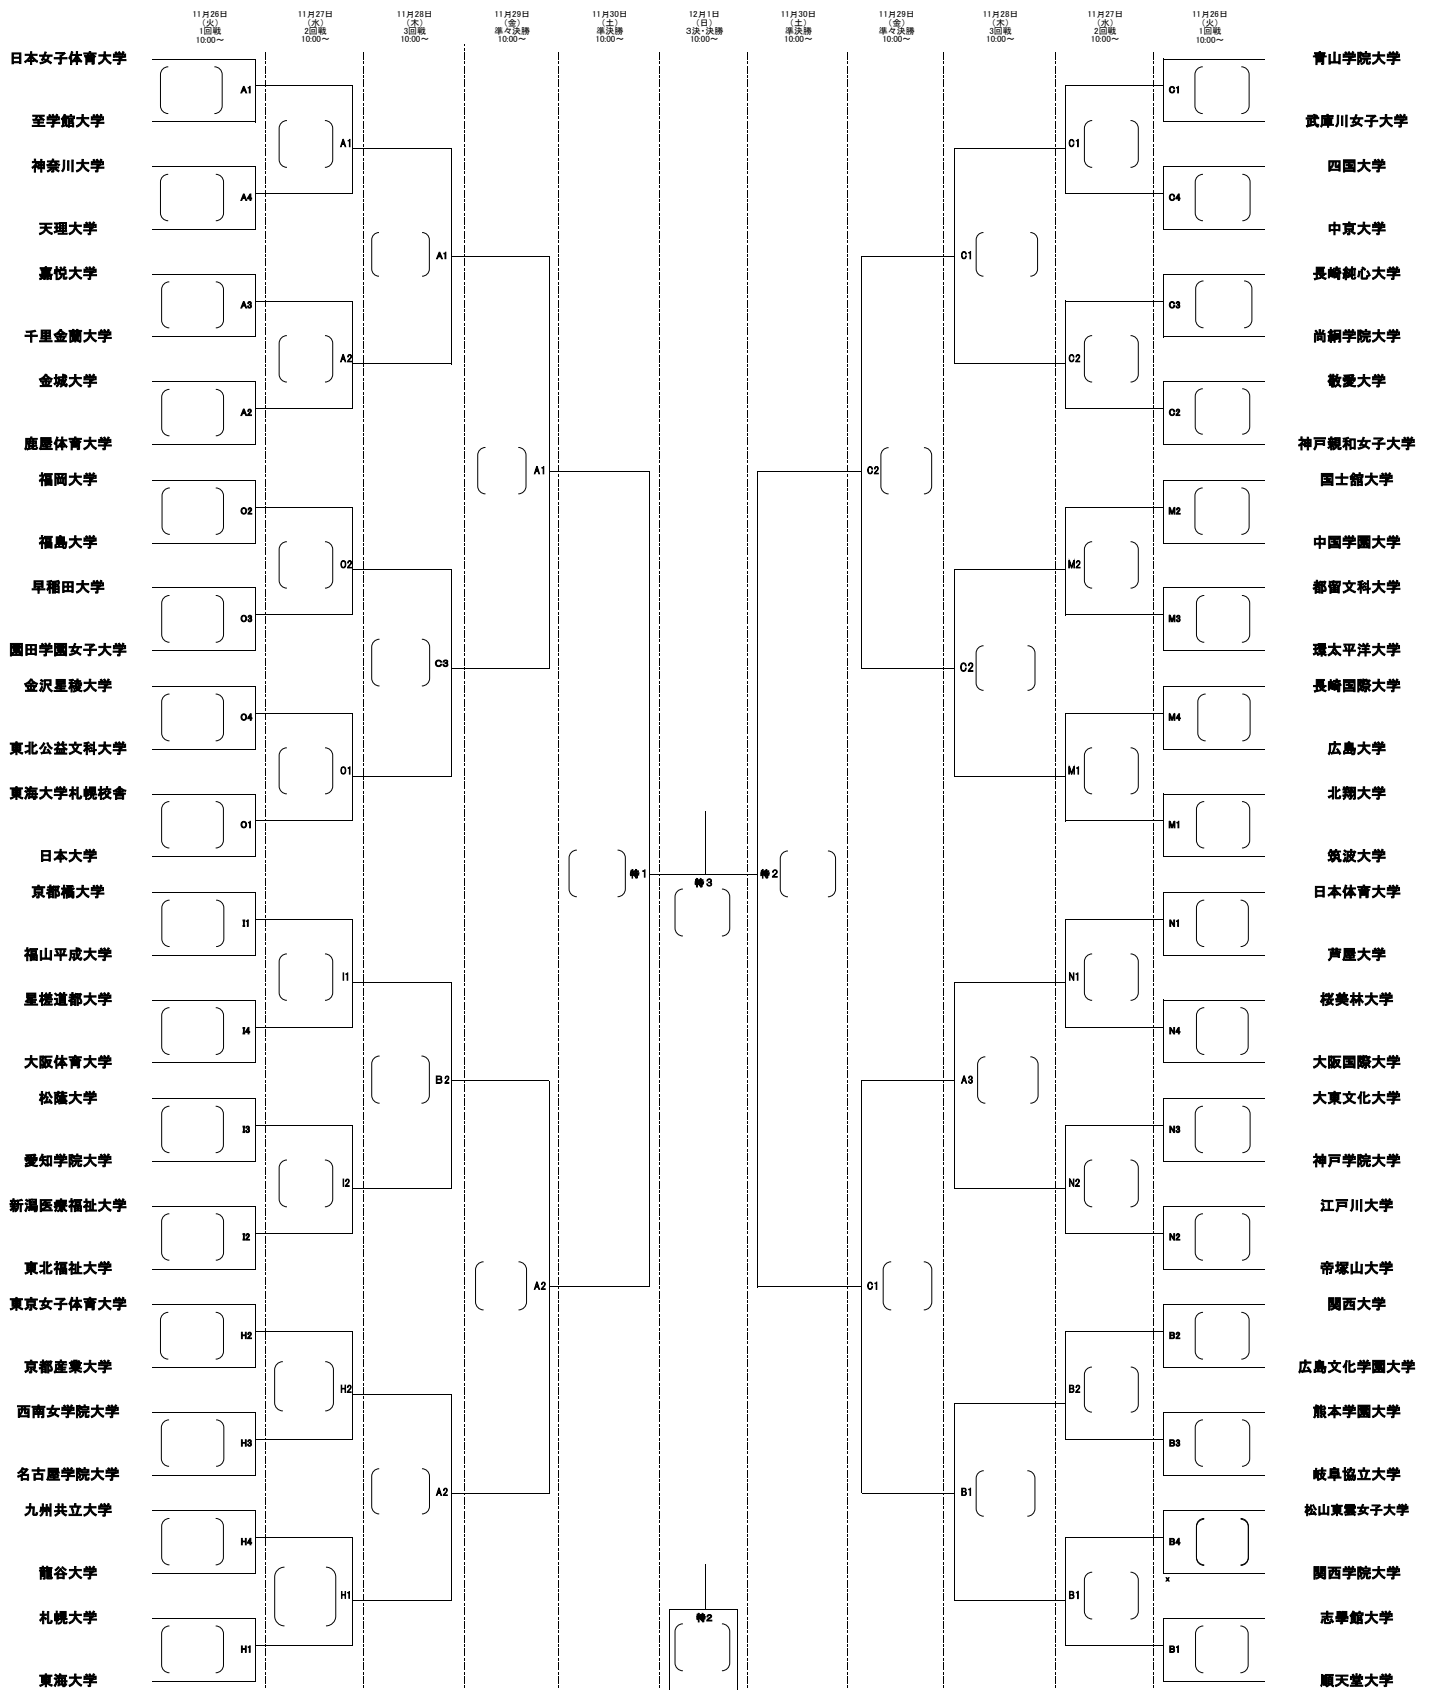 11月26日 11月27日 11月28日 11月29日 11月30日 12月1日 11月30日 11月29日 11月28日 11月27日 11月26日
（火） （水） （木） （金） （土） （日） （土） （金） （木） （水） （火）
1回戦 2回戦 3回戦 準々決勝 準決勝 3決・決勝 準決勝 準々決勝 3回戦 2回戦 1回戦
10:00～ 10:00～ 10:00～ 10:00～ 10:00～ 10:00～ 10:00～ 10:00～ 10:00～ 10:00～ 10:00～
日本女子体育大学 青山学院大学
A1 C1
至学館大学 武庫川女子大学
A1 C1
神奈川大学 四国大学
A4 C4
天理大学 中京大学
A1 C1
嘉悦大学 長崎純心大学
A3 C3
千里金蘭大学 尚絅学院大学
A2 C2
金城大学 敬愛大学
A2 C2
鹿屋体育大学 神戸親和女子大学
A1 C2
福岡大学 国士舘大学
O2 M2
福島大学 中国学園大学
O2 M2
早稲田大学 都留文科大学
O3 M3
園田学園女子大学 環太平洋大学
C3 C2
金沢星稜大学 長崎国際大学
O4 M4
東北公益文科大学 広島大学
O1 M1
東海大学札幌校舎 北翔大学
O1 M1
日本大学 筑波大学
特1 特3 特2
京都橘大学 日本体育大学
I1 N1
福山平成大学 芦屋大学
I1 N1
星槎道都大学 桜美林大学
I4 N4
大阪体育大学 大阪国際大学
B2 A3
松蔭大学 大東文化大学
I3 N3
愛知学院大学 神戸学院大学
I2 N2
新潟医療福祉大学 江戸川大学
I2 N2
東北福祉大学 帝塚山大学
A2 C1
東京女子体育大学 関西大学
H2 B2
京都産業大学 広島文化学園大学
H2 B2
西南女学院大学 熊本学園大学
H3 B3
名古屋学院大学 岐阜協立大学
A2 B1
九州共立大学 松山東雲女子大学
H4 B4
龍谷大学 関西学院大学
x
H1 B1
札幌大学 特2 志學館大学
H1 B1
東海大学 順天堂大学